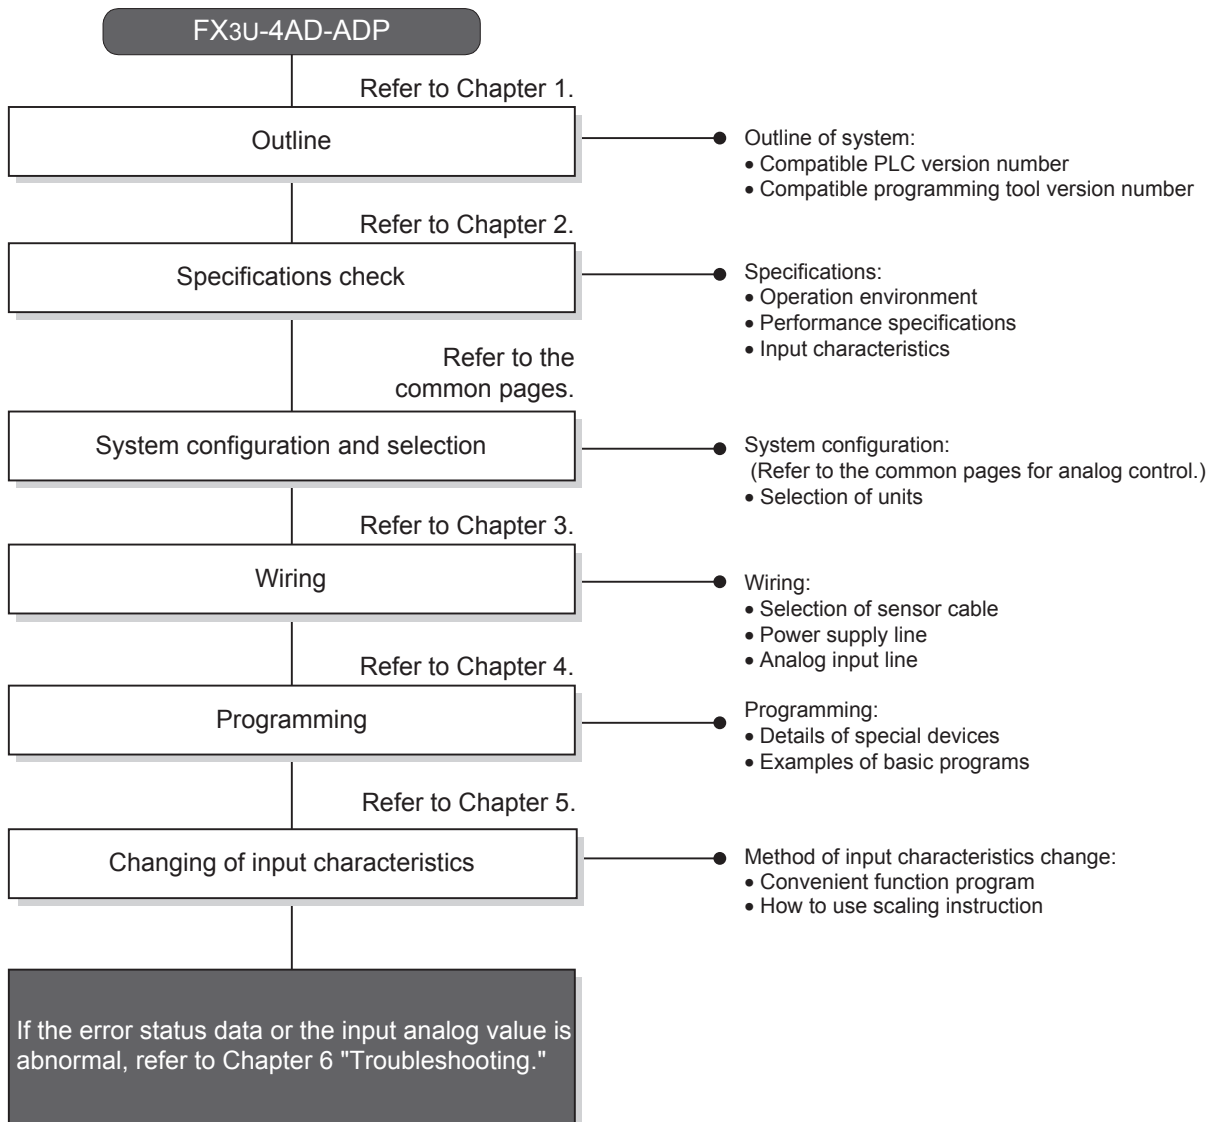 FX3U-4AD-ADP
Refer to Chapter 1.
Outline
Outline of system:
• Compatible PLC version number
• Compatible programming tool version number
Refer to Chapter 2.
Specifications check
Specifications:
• Operation environment
• Performance specifications
• Input characteristics
Refer to the
common pages.
System configuration and selection
System configuration:
(Refer to the common pages for analog control.)
• Selection of units
Refer to Chapter 3.
Wiring
Wiring:
• Selection of sensor cable
• Power supply line
• Analog input line
Refer to Chapter 4.
Programming
Programming:
• Details of special devices
• Examples of basic programs
Refer to Chapter 5.
Changing of input characteristics
Method of input characteristics change:
• Convenient function program
• How to use scaling instruction
If the error status data or the input analog value is
abnormal, refer to Chapter 6 "Troubleshooting."